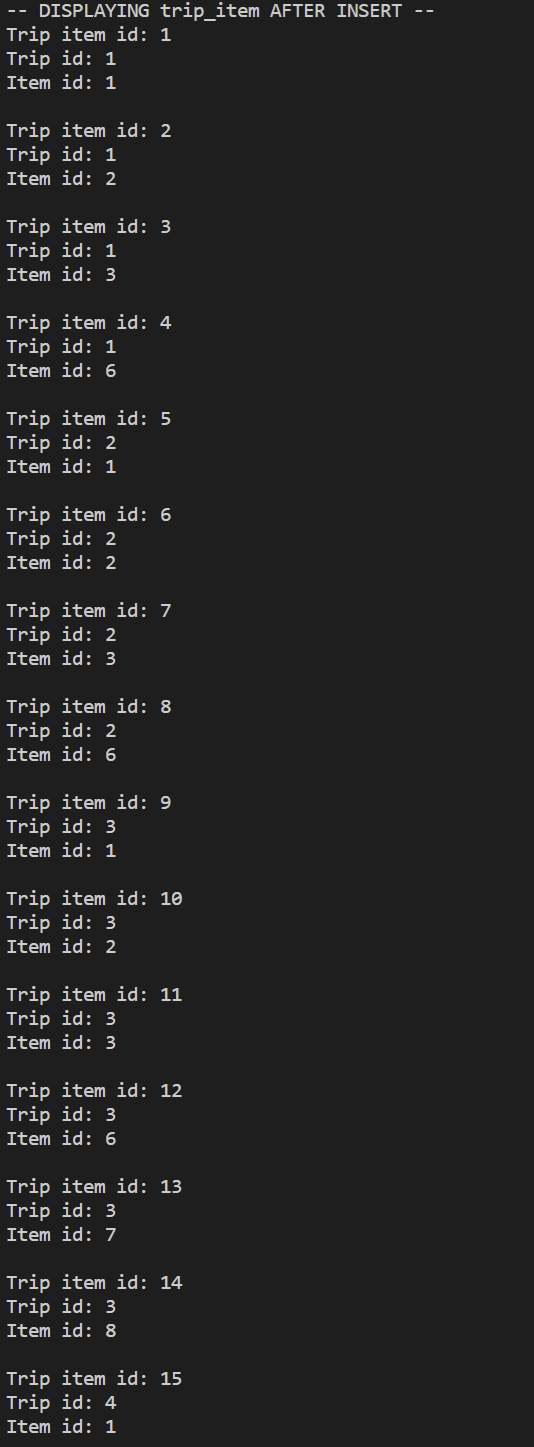 -- DISPLAYING trip_item AFTER INSERT --
Trip item id: 1
Trip id: 1
Item id: 1
Trip item id: 2
Trip id: 1
Item id: 2
Trip item id: 3
Trip id: 1
Item id: 3
Trip item id: 4
Trip id: 1
Item id: 6
Trip item id: 5
Trip id: 2
Item id: 1
Trip item id: 6
Trip id: 2
Item id: 2
Trip item id: 7
Trip id: 2
Item id: 3
Trip item id: 8
Trip id: 2
Item id: 6
Trip item id: 9
Trip id: 3
Item id: 1
Trip item id: 10
Trip id: 3
Item id: 2
Trip item id: 11
Trip id: 3
Item id: 3
Trip item id: 12
Trip id: 3
Item id: 6
Trip item id: 13
Trip id: 3
Item id: 7
Trip item id: 14
Trip id: 3
Item id: 8
Trip item id: 15
Trip id: 4
Item id: 1